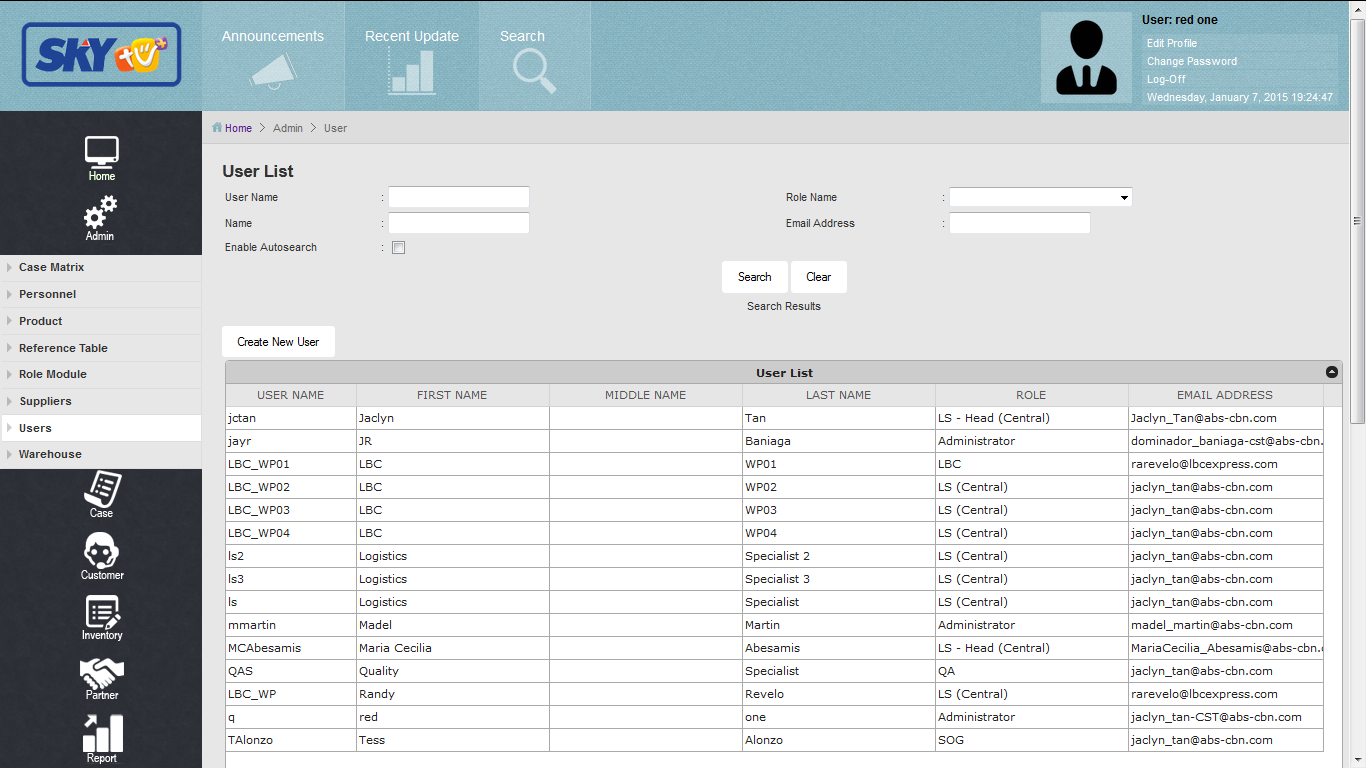 SKY tv+
Announcements
Recent Update
Search
User: red one
Edit Profile
Change Password
Log-Off
Wednesday, January 7, 2015 19:24:47
Home
Admin
Case Matrix
Personnel
Product
Reference Table
Role Module
Suppliers
Users
Warehouse
Case
Customer
Inventory
Partner
Report
Home > Admin > User
User List
User Name :
Role Name :
Name :
Email Address :
Enable Autosearch :
Search Clear
Search Results
Create New User
User List
USER NAME FIRST NAME MIDDLE NAME LAST NAME ROLE EMAIL ADDRESS
jctan Jaclyn Tan LS - Head (Central) Jaclyn_Tan@abs-cbn.com
jayr JR Baniaga Administrator dominador_baniaga-cst@abs-cbn.
LBC_WP01 LBC WP01 LBC rarevelo@lbcexpress.com
LBC_WP02 LBC WP02 LS (Central) jaclyn_tan@abs-cbn.com
LBC_WP03 LBC WP03 LS (Central) jaclyn_tan@abs-cbn.com
LBC_WP04 LBC WP04 LS (Central) jaclyn_tan@abs-cbn.com
ls2 Logistics Specialist 2 LS (Central) jaclyn_tan@abs-cbn.com
ls3 Logistics Specialist 3 LS (Central) jaclyn_tan@abs-cbn.com
ls Logistics Specialist LS (Central) jaclyn_tan@abs-cbn.com
mmartin Madel Martin Administrator madel_martin@abs-cbn.com
MCAbesamis Maria Cecilia Abesamis LS - Head (Central) MariaCecilia_Abesamis@abs-cbn.
QAS Quality Specialist QA jaclyn_tan@abs-cbn.com
LBC_WP Randy Revelo LS (Central) rarevelo@lbcexpress.com
q red one Administrator jaclyn_tan-CST@abs-cbn.com
TAlonzo Tess Alonzo SOG jaclyn_tan@abs-cbn.com